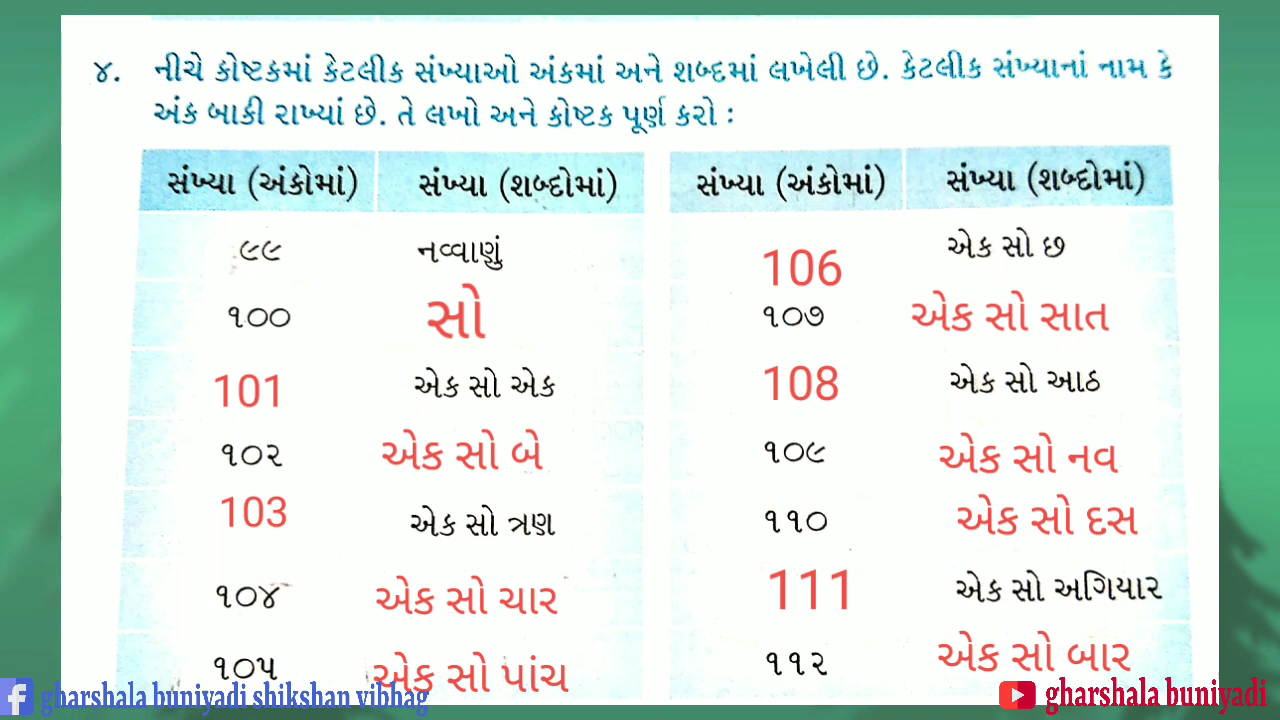 ૪. નીચે કોષ્ટકમાં કેટલીક સંખ્યાઓ અંકમાં અને શબ્દમાં લખેલી છે. કેટલીક સંખ્યાનાં નામ કે
અંક બાકી રાખ્યાં છે. તે લખો અને કોષ્ટક પૂર્ણ કરો :
સંખ્યા (અંકોમાં) સંખ્યા (શબ્દોમાં) સંખ્યા (અંકોમાં) સંખ્યા (શબ્દોમાં)
૯૯ નવ્વાણું 106 એક સો છ
૧૦૦ સો ૧૦૭ એક સો સાત
101 એક સો એક 108 એક સો આઠ
૧૦૨ એક સો બે ૧૦૯ એક સો નવ
103 એક સો ત્રણ ૧૧૦ એક સો દસ
૧૦૪ એક સો ચાર 111 એક સો અગિયાર
૧૦૫ એક સો પાંચ ૧૧૨ એક સો બાર
gharshala buniyadi shikshan vibhag gharshala buniyadi